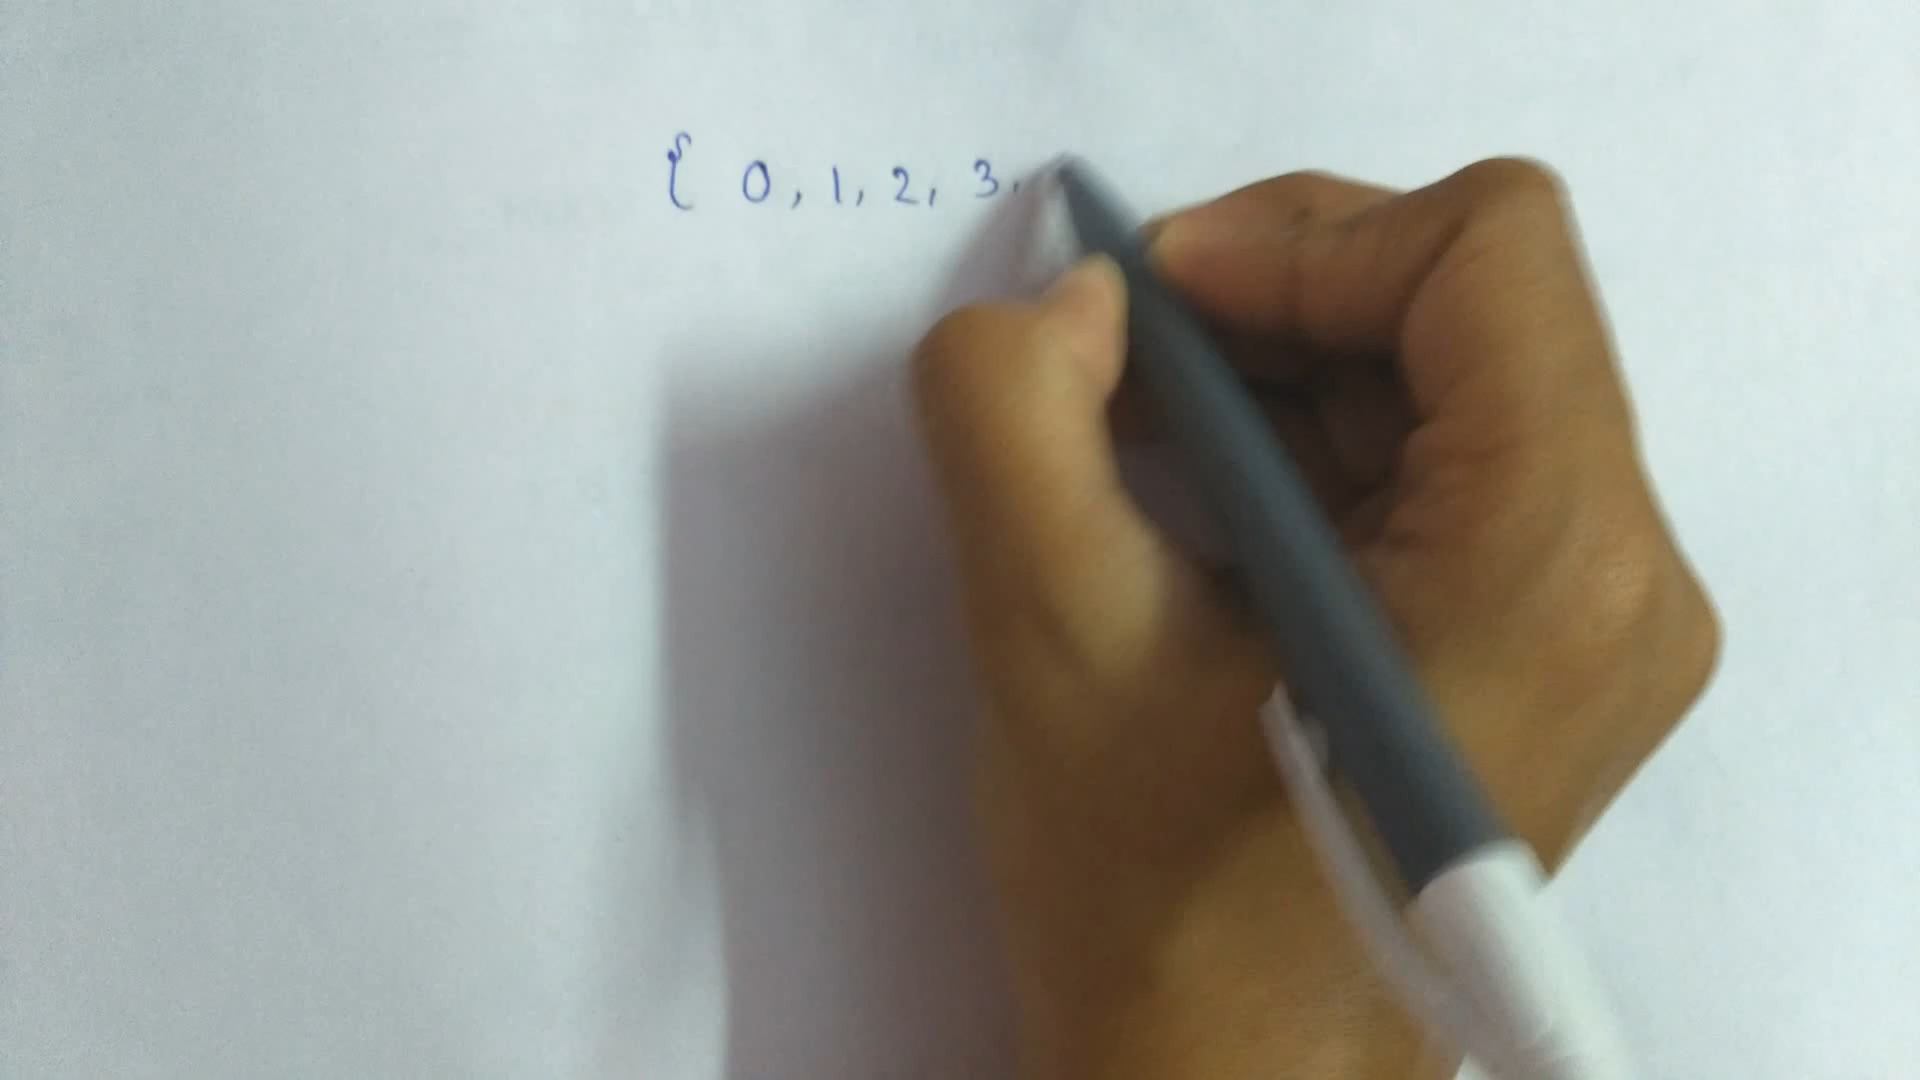 { 0, 1, 2, 3,